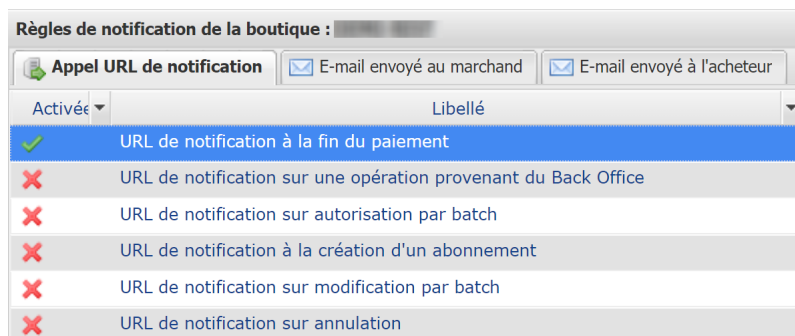 Règles de notification de la boutique :
Appel URL de notification E-mail envoyé au marchand E-mail envoyé à l'acheteur
Activée Libellé
URL de notification à la fin du paiement
URL de notification sur une opération provenant du Back Office
URL de notification sur autorisation par batch
URL de notification à la création d'un abonnement
URL de notification sur modification par batch
URL de notification sur annulation